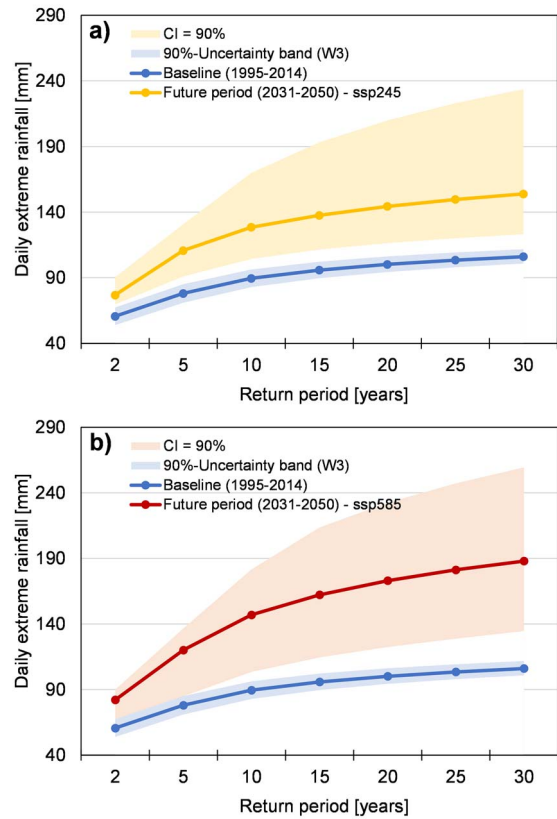 a)
CI = 90%
90%-Uncertainty band (W3)
Baseline (1995-2014)
Future period (2031-2050) - ssp245
Daily extreme rainfall [mm]
290
240
190
140
90
40
2 5 10 15 20 25 30
Return period [years]
b)
CI = 90%
90%-Uncertainty band (W3)
Baseline (1995-2014)
Future period (2031-2050) - ssp585
Daily extreme rainfall [mm]
290
240
190
140
90
40
2 5 10 15 20 25 30
Return period [years]